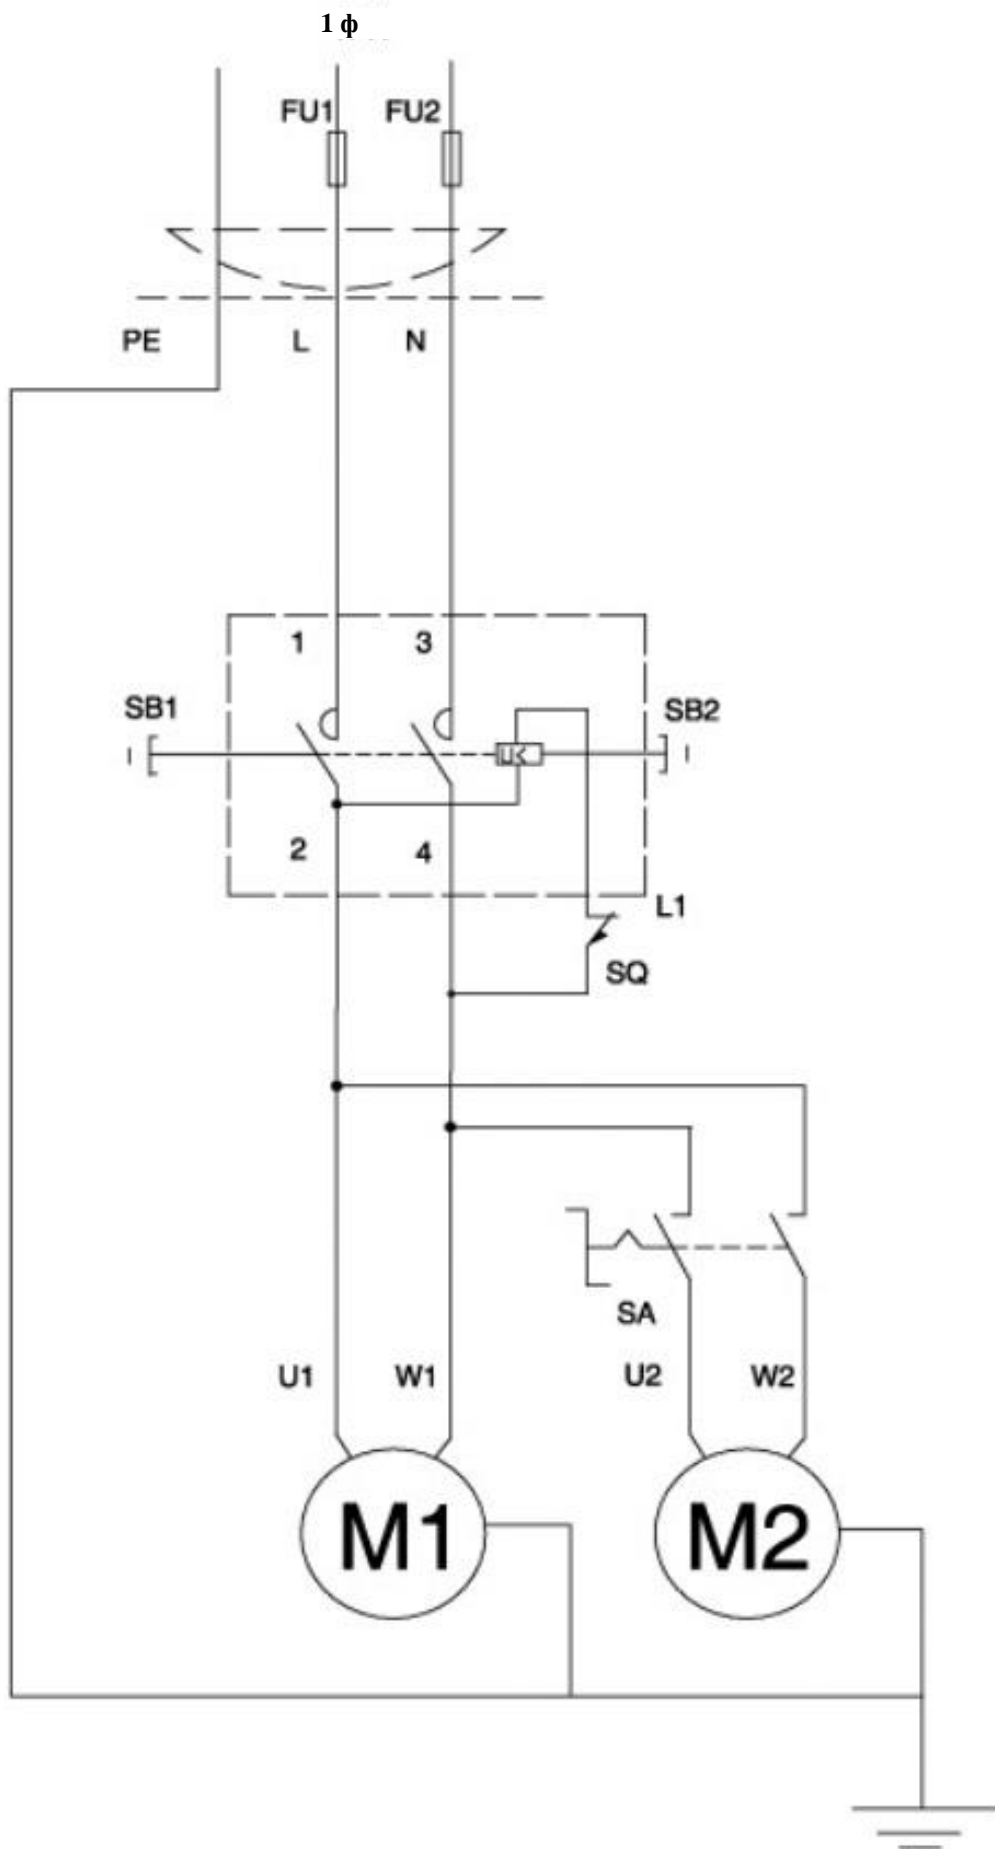 1 ф
FU1 FU2
PE L N
1 3
SB1 SB2
I U< I
2 4
L1
SQ
SA
U1 W1 U2 W2
M1 M2